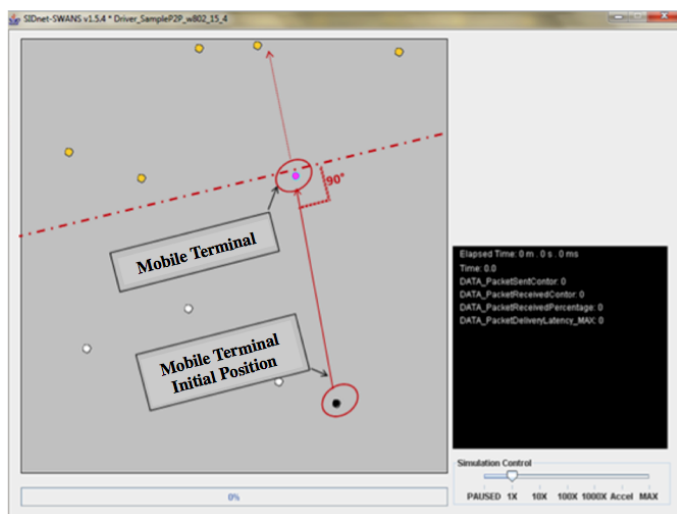 SIDnet-SWANS v1.5.4 * Driver_SampleP2P_w802_15_4
90°
Mobile Terminal
Mobile Terminal
Initial Position
Elapsed Time: 0 m . 0 s . 0 ms
Time: 0.0
DATA_PacketSentContor: 0
DATA_PacketReceivedContor: 0
DATA_PacketReceivedPercentage: 0
DATA_PacketDeliveryLatency_MAX: 0
Simulation Control
PAUSED 1X 10X 100X 1000X Accel MAX
0%